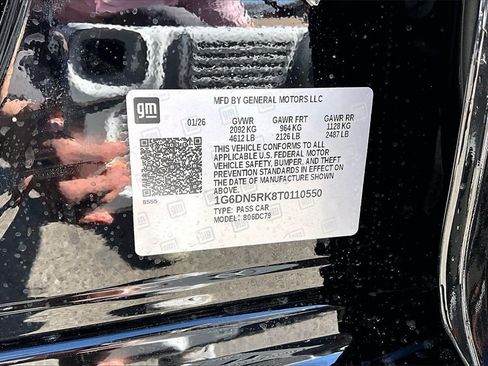 gm
MFD BY GENERAL MOTORS LLC
01/26 GVWR GAWR FRT GAWR RR
2092 KG 964 KG 1128 KG
4612 LB 2126 LB 2487 LB
THIS VEHICLE CONFORMS TO ALL
APPLICABLE U.S. FEDERAL MOTOR
VEHICLE SAFETY, BUMPER, AND THEFT
PREVENTION STANDARDS IN EFFECT ON
THE DATE OF MANUFACTURE SHOWN
ABOVE.
8555
1G6DN5RK8T0110550
TYPE: PASS CAR
MODEL: 806DC79